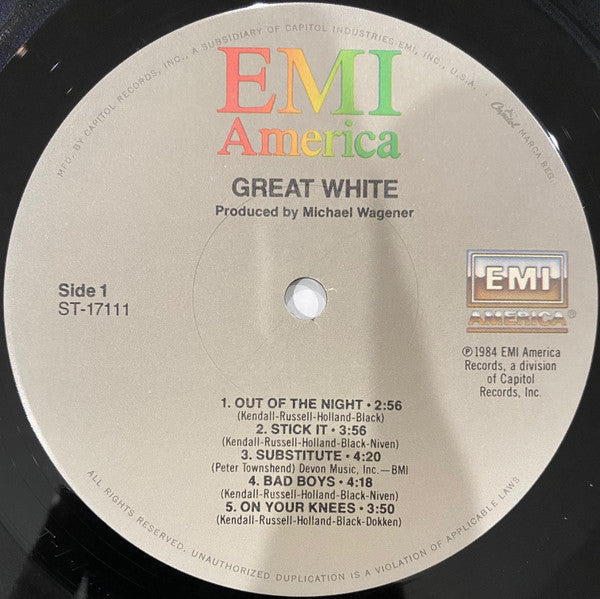 MFD. BY CAPITOL RECORDS, INC., A SUBSIDIARY OF CAPITOL INDUSTRIES-EMI, INC., U.S.A. • Capitol MARCA REG.
EMI
America
GREAT WHITE
Produced by Michael Wagener
Side 1
ST-17111
EMI
AMERICA®
℗1984 EMI America
Records, a division
of Capitol
Records, Inc.
1. OUT OF THE NIGHT • 2:56
(Kendall-Russell-Holland-Black)
2. STICK IT • 3:56
(Kendall-Russell-Holland-Black-Niven)
3. SUBSTITUTE • 4:20
(Peter Townshend) Devon Music, Inc.—BMI
4. BAD BOYS • 4:18
(Kendall-Russell-Holland-Black-Niven)
5. ON YOUR KNEES • 3:50
(Kendall-Russell-Holland-Black-Dokken)
ALL RIGHTS RESERVED. UNAUTHORIZED DUPLICATION IS A VIOLATION OF APPLICABLE LAWS